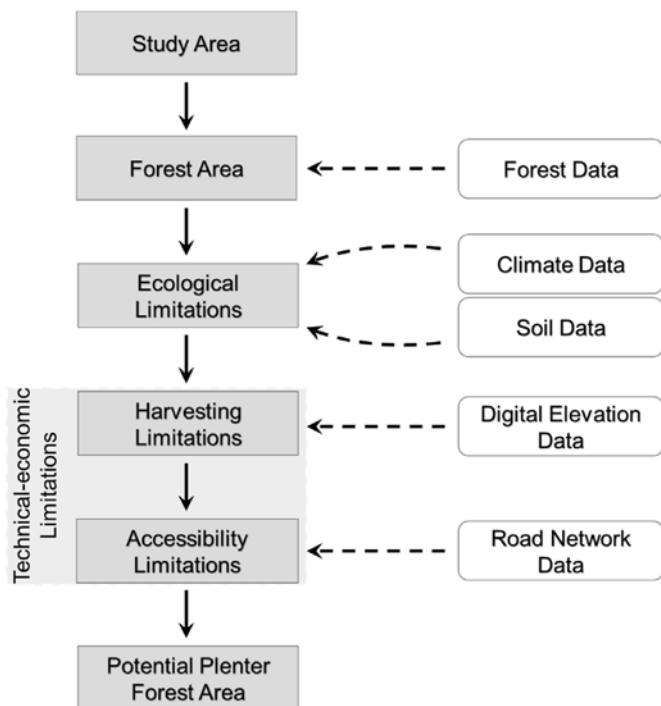 Study Area
Forest Area
Forest Data
Ecological
Limitations
Climate Data
Soil Data
Technical-economic
Limitations
Harvesting
Limitations
Digital Elevation
Data
Accessibility
Limitations
Road Network
Data
Potential Plenter
Forest Area